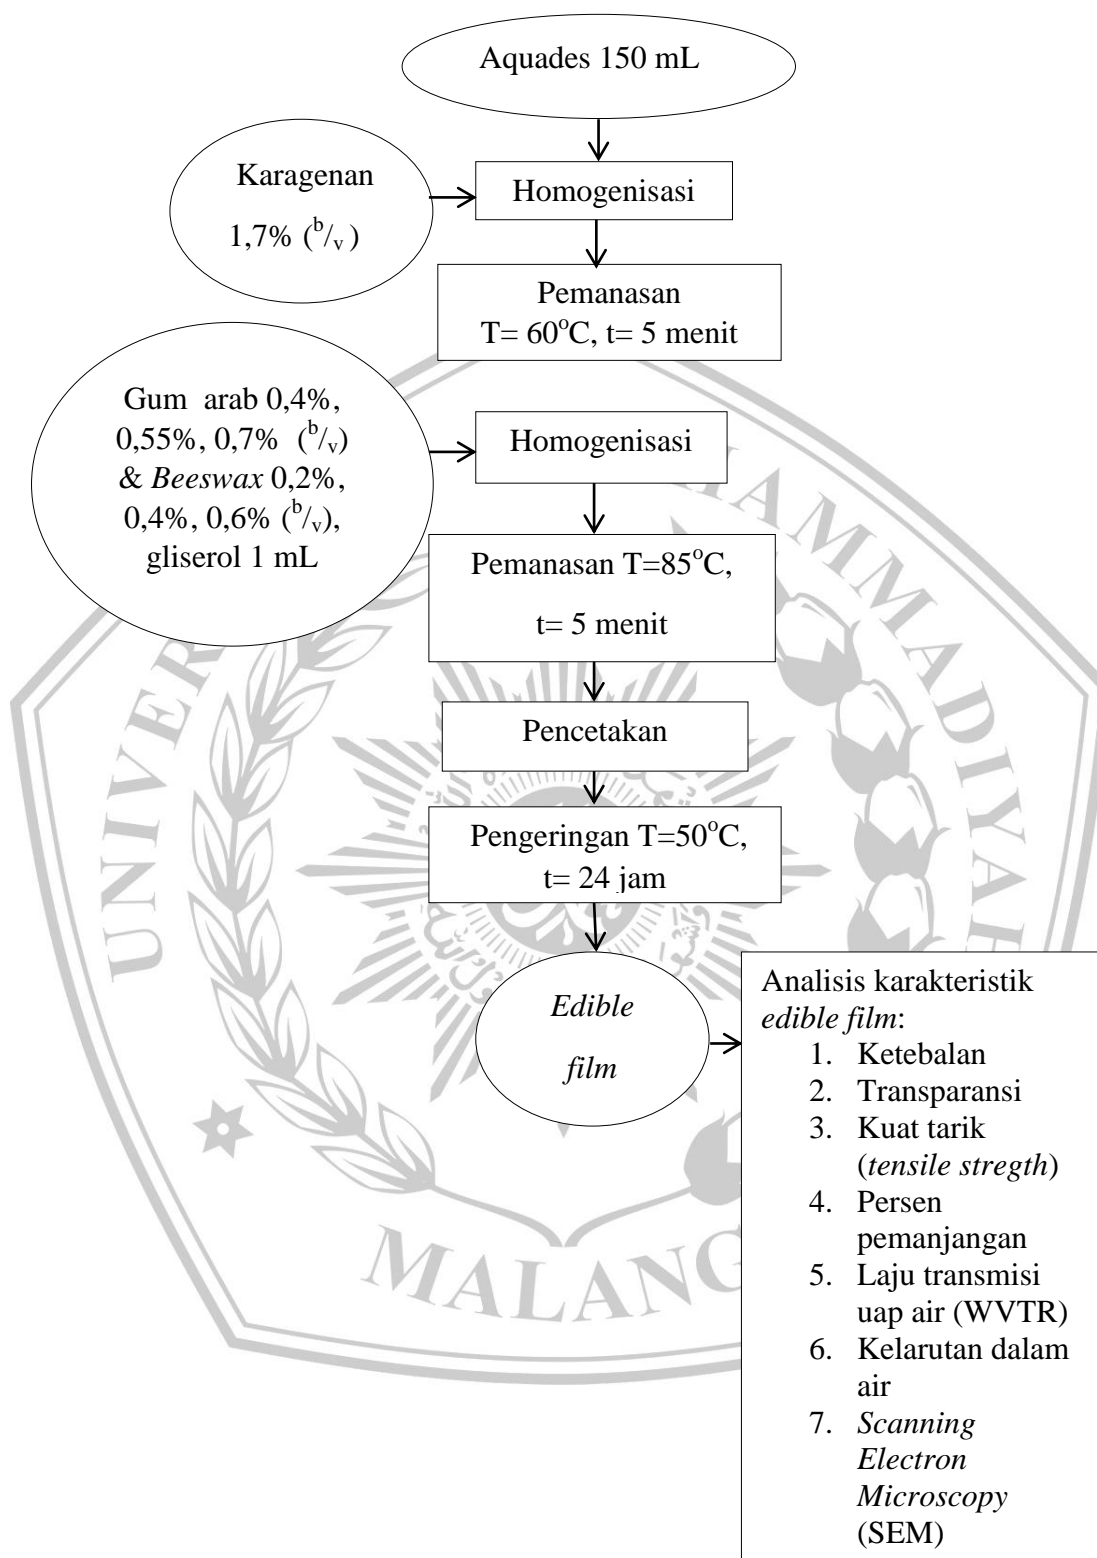 Aquades 150 mL
Karagenan
1,7% (b/v )
Homogenisasi
Pemanasan
T= 60oC, t= 5 menit
Gum arab 0,4%,
0,55%, 0,7% (b/v)
& Beeswax 0,2%,
0,4%, 0,6% (b/v),
gliserol 1 mL
Homogenisasi
Pemanasan T=85oC,
t= 5 menit
Pencetakan
Pengeringan T=50oC,
t= 24 jam
Edible
film
Analisis karakteristik
edible film:
1. Ketebalan
2. Transparansi
3. Kuat tarik
(tensile stregth)
4. Persen
pemanjangan
5. Laju transmisi
uap air (WVTR)
6. Kelarutan dalam
air
7. Scanning
Electron
Microscopy
(SEM)
MALANG